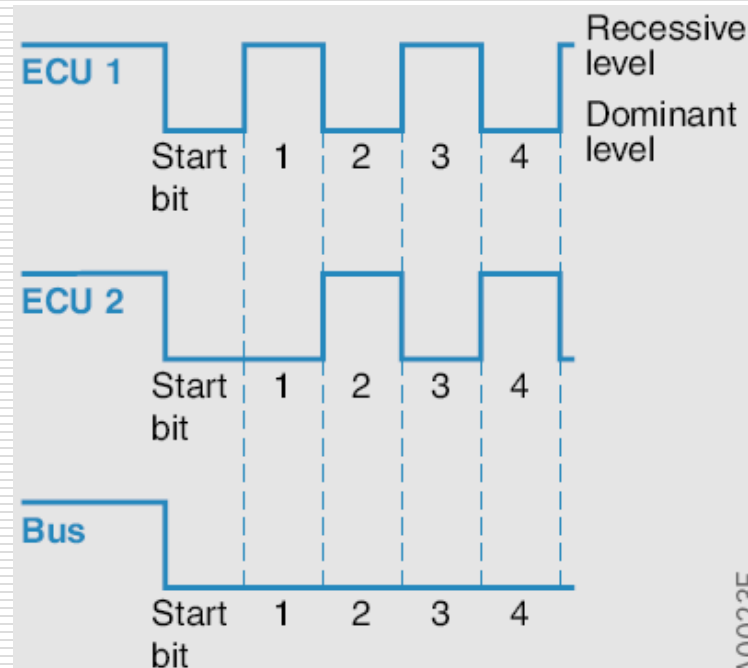 Recessive
level
ECU 1
Dominant
level
Start
bit
1 2 3 4
ECU 2
Start
bit
1 2 3 4
Bus
Start
bit
1 2 3 4